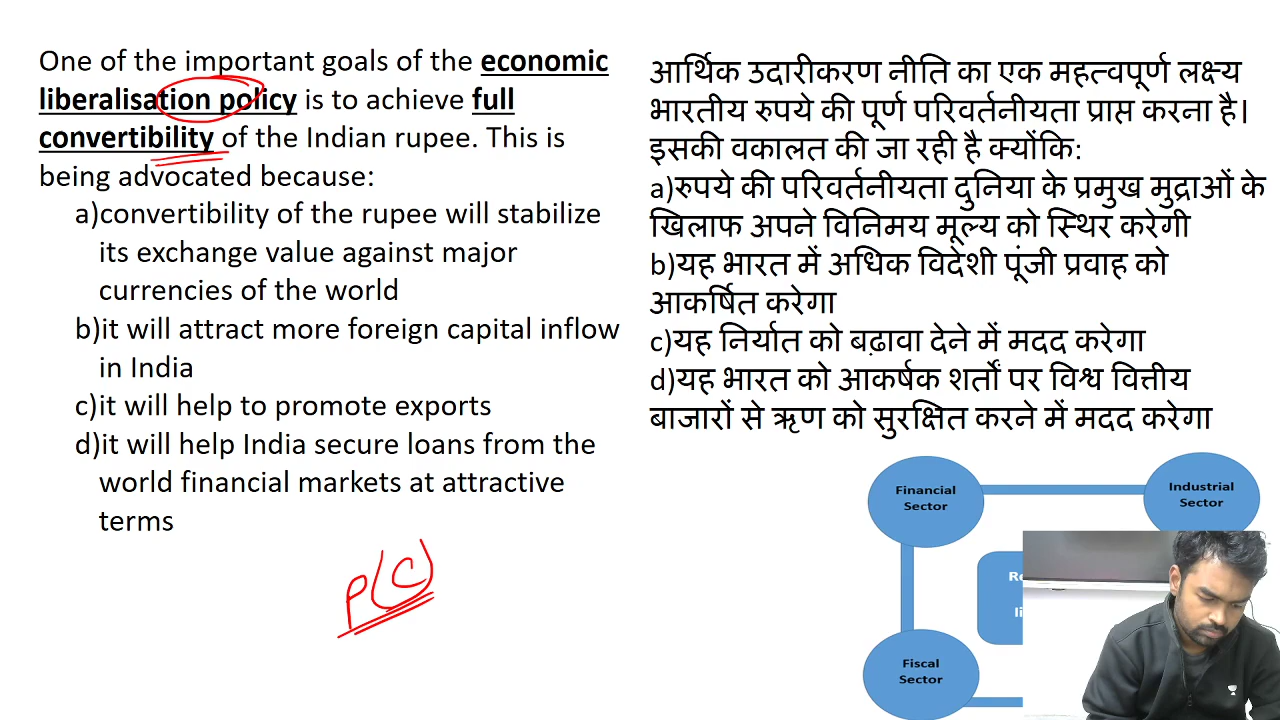 One of the important goals of the economic
liberalisation policy is to achieve full
convertibility of the Indian rupee. This is
being advocated because:
a)convertibility of the rupee will stabilize
its exchange value against major
currencies of the world
b)it will attract more foreign capital inflow
in India
c)it will help to promote exports
d)it will help India secure loans from the
world financial markets at attractive
terms
P(C)
आर्थिक उदारीकरण नीति का एक महत्वपूर्ण लक्ष्य
भारतीय रुपये की पूर्ण परिवर्तनीयता प्राप्त करना है।
इसकी वकालत की जा रही है क्योंकि:
a)रुपये की परिवर्तनीयता दुनिया के प्रमुख मुद्राओं के
खिलाफ अपने विनिमय मूल्य को स्थिर करेगी
b)यह भारत में अधिक विदेशी पूंजी प्रवाह को
आकर्षित करेगा
c)यह निर्यात को बढ़ावा देने में मदद करेगा
d)यह भारत को आकर्षक शर्तों पर विश्व वित्तीय
बाजारों से ऋण को सुरक्षित करने में मदद करेगा
Financial
Sector
Industrial
Sector
Fiscal
Sector